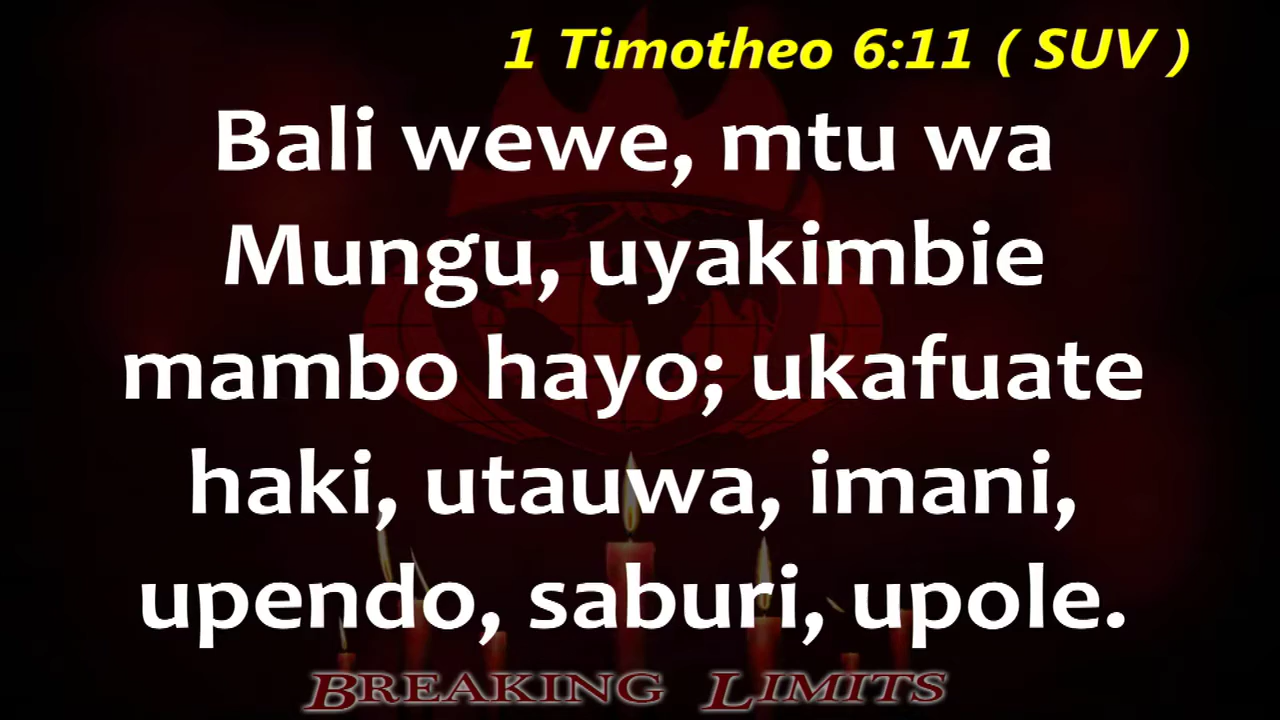 1 Timotheo 6:11 ( SUV )
Bali wewe, mtu wa
Mungu, uyakimbie
mambo hayo; ukafuate
haki, utauwa, imani,
upendo, saburi, upole.
BREAKING LIMITS